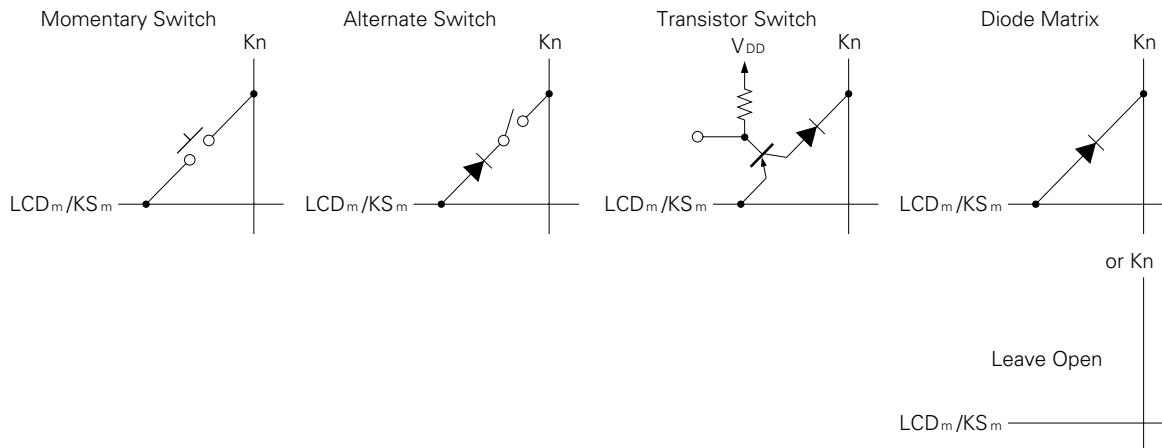 Momentary Switch
Alternate Switch
Transistor Switch
Diode Matrix
Kn
Kn
VDD
Kn
Kn
LCDm/KSm
LCDm/KSm
LCDm/KSm
LCDm/KSm
or Kn
Leave Open
LCDm/KSm